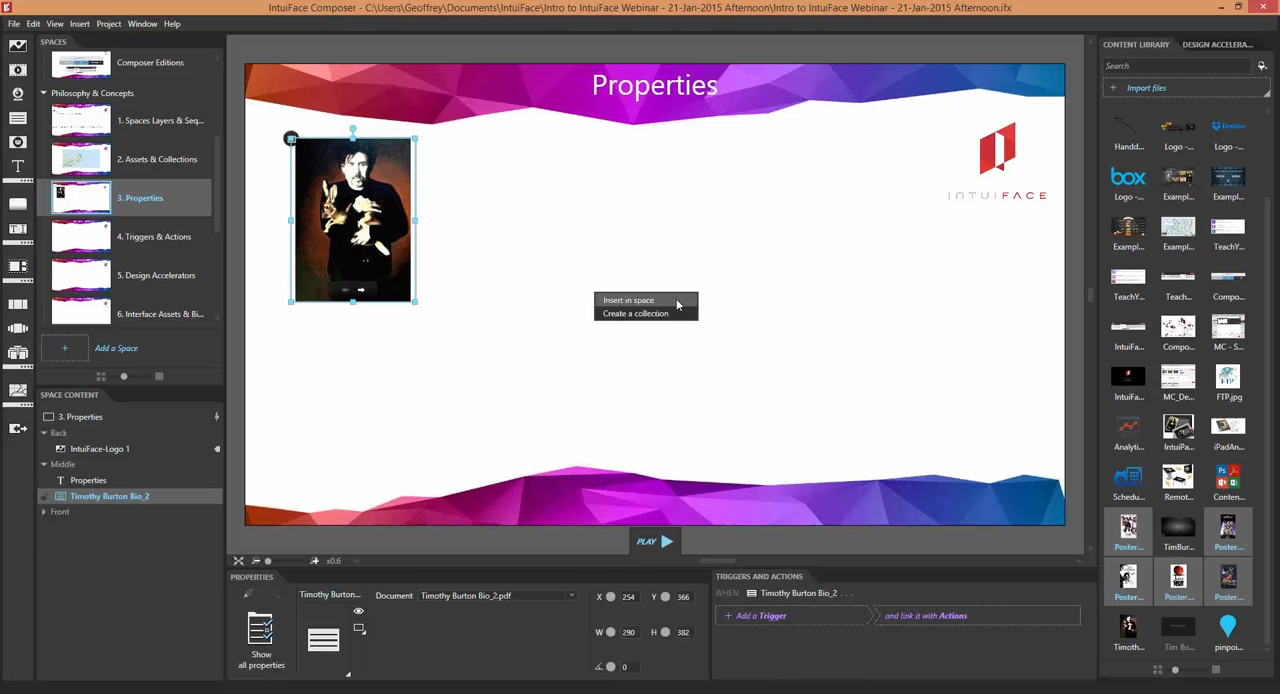 IntuiFace Composer - C:\Users\Geoffrey\Documents\IntuiFace\Intro to IntuiFace Webinar - 21-Jan-2015 Afternoon\Intro to IntuiFace Webinar - 21-Jan-2015 Afternoon.ifx
File Edit View Insert Project Window Help
SPACES
Composer Editions
Philosophy & Concepts
1. Spaces Layers & Seq...
2. Assets & Collections
3. Properties
4. Triggers & Actions
5. Design Accelerators
6. Interface Assets & Bi...
+ Add a Space
SPACE CONTENT
3. Properties
Back
IntuiFace-Logo 1
Middle
T Properties
Timothy Burton Bio_2
Front
Properties
INTUIFACE
Insert in space
Create a collection
PLAY
x0.6
PROPERTIES
Show
all properties
Timothy Burton...
Document Timothy Burton Bio_2.pdf
X 254 Y 366
W 290 H 382
0
TRIGGERS AND ACTIONS
WHEN Timothy Burton Bio_2 . . .
+ Add a Trigger and link it with Actions
CONTENT LIBRARY DESIGN ACCELERA...
Search
+ Import files
Handd... Logo -... Logo -...
box
Logo -... Exampl... Exampl...
Exampl... Exampl... TeachY...
TeachY... Teach... Compo...
IntuiFa... Compo... MC - S...
IntuiFa... MC_De... FTP.jpg
Analyti... IntuiPa... iPadAn...
Schedu... Remot... Conten...
Poster... TimBur... Poster...
Poster... Poster... Poster...
Timoth... Tim Bu... pinpoi...